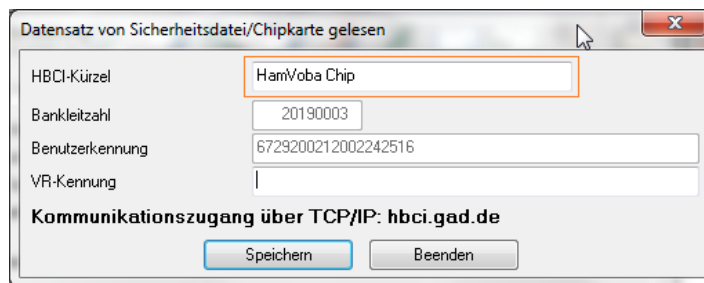 Datensatz von Sicherheitsdatei/Chipkarte gelesen
HBCI-Kürzel HamVoba Chip
Bankleitzahl 20190003
Benutzerkennung 6729200212002242516
VR-Kennung
Kommunikationszugang über TCP/IP: hbci.gad.de
Speichern Beenden